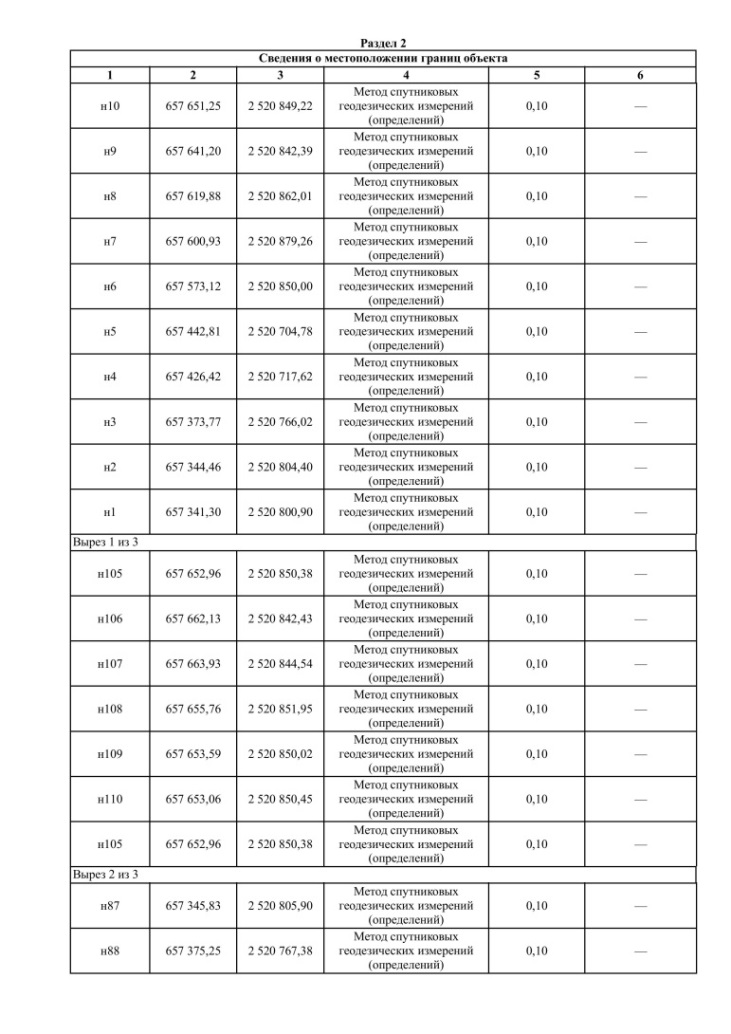 Раздел 2
Сведения о местоположении границ объекта
1 2 3 4 5 6
н10 657 651,25 2 520 849,22 Метод спутниковых геодезических измерений (определений) 0,10 —
н9 657 641,20 2 520 842,39 Метод спутниковых геодезических измерений (определений) 0,10 —
н8 657 619,88 2 520 862,01 Метод спутниковых геодезических измерений (определений) 0,10 —
н7 657 600,93 2 520 879,26 Метод спутниковых геодезических измерений (определений) 0,10 —
н6 657 573,12 2 520 850,00 Метод спутниковых геодезических измерений (определений) 0,10 —
н5 657 442,81 2 520 704,78 Метод спутниковых геодезических измерений (определений) 0,10 —
н4 657 426,42 2 520 717,62 Метод спутниковых геодезических измерений (определений) 0,10 —
н3 657 373,77 2 520 766,02 Метод спутниковых геодезических измерений (определений) 0,10 —
н2 657 344,46 2 520 804,40 Метод спутниковых геодезических измерений (определений) 0,10 —
н1 657 341,30 2 520 800,90 Метод спутниковых геодезических измерений (определений) 0,10 —
Вырез 1 из 3
н105 657 652,96 2 520 850,38 Метод спутниковых геодезических измерений (определений) 0,10 —
н106 657 662,13 2 520 842,43 Метод спутниковых геодезических измерений (определений) 0,10 —
н107 657 663,93 2 520 844,54 Метод спутниковых геодезических измерений (определений) 0,10 —
н108 657 655,76 2 520 851,95 Метод спутниковых геодезических измерений (определений) 0,10 —
н109 657 653,59 2 520 850,02 Метод спутниковых геодезических измерений (определений) 0,10 —
н110 657 653,06 2 520 850,45 Метод спутниковых геодезических измерений (определений) 0,10 —
н105 657 652,96 2 520 850,38 Метод спутниковых геодезических измерений (определений) 0,10 —
Вырез 2 из 3
н87 657 345,83 2 520 805,90 Метод спутниковых геодезических измерений (определений) 0,10 —
н88 657 375,25 2 520 767,38 Метод спутниковых геодезических измерений (определений) 0,10 —